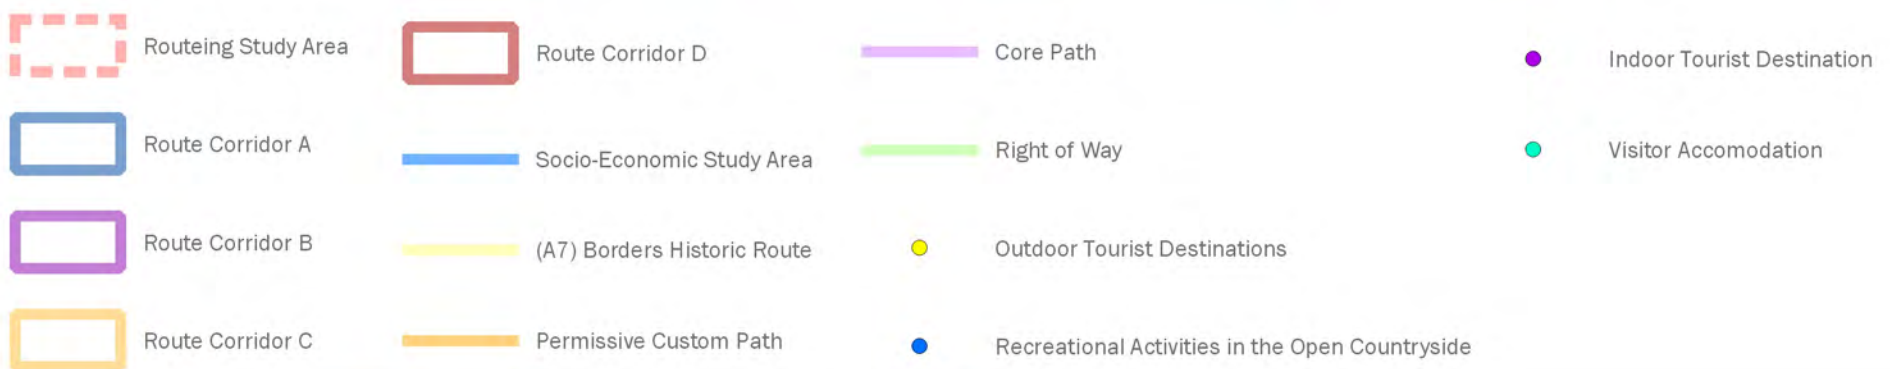 Routeing Study Area
Route Corridor A
Route Corridor B
Route Corridor C
Route Corridor D
Socio-Economic Study Area
(A7) Borders Historic Route
Permissive Custom Path
Core Path
Right of Way
Outdoor Tourist Destinations
Recreational Activities in the Open Countryside
Indoor Tourist Destination
Visitor Accomodation